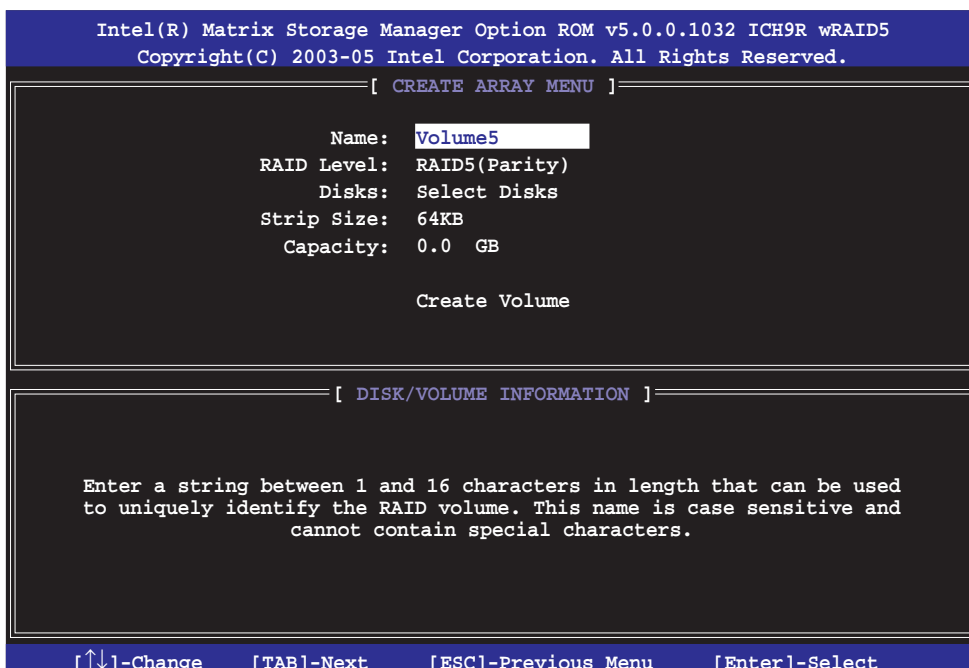 Intel(R) Matrix Storage Manager Option ROM v5.0.0.1032 ICH9R wRAID5
Copyright(C) 2003-05 Intel Corporation. All Rights Reserved.
[ CREATE ARRAY MENU ]
Name: Volume5
RAID Level: RAID5(Parity)
Disks: Select Disks
Strip Size: 64KB
Capacity: 0.0 GB
Create Volume
[ DISK/VOLUME INFORMATION ]
Enter a string between 1 and 16 characters in length that can be used
to uniquely identify the RAID volume. This name is case sensitive and
cannot contain special characters.
[↑↓]-Change [TAB]-Next [ESC]-Previous Menu [Enter]-Select